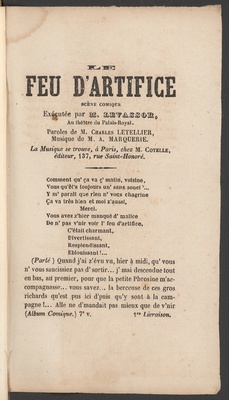 LE
FEU D'ARTIFICE
SCÈNE COMIQUE
Exécutée par M. LEVASSOR,
Au théâtre du Palais-Royal.
Paroles de M. CHARLES LETELLIER,
Musique de M. A. MARQUERIE.
La Musique se trouve, à Paris, chez M. COTELLE,
éditeur, 137, rue Saint-Honoré.
Comment qu' ça va ç' matin, voisine,
Vous qu'êt's toujours un' sans souci '...
Y m' paraît que rien n' vous chagrine
Ça va très bien et moi z'aussi,
Merci.
Vous avez z'hier manqué d' malice
De n' pas v'nir voir l' feu d'artifice,
C'était charmant,
Divertissant,
Resplendissant,
Éblouissant !...
(Parlé) Quand j'ai z'évu vu, hier à midi, qu' vous
n' vous souciss iez pas d' sortir... j' mai descendue tout
en bas, au premier, pour que la petite Phrosine m'ac-
compagnesse... vous savez.. la berceuse de ces gros
richards qu'est pus ici d'puis qu'y sont à la cam-
pagne !... Alle ne d'mandait pas mieux que de v'nir
(Album Comique.) 7e v. 1re Livraison.